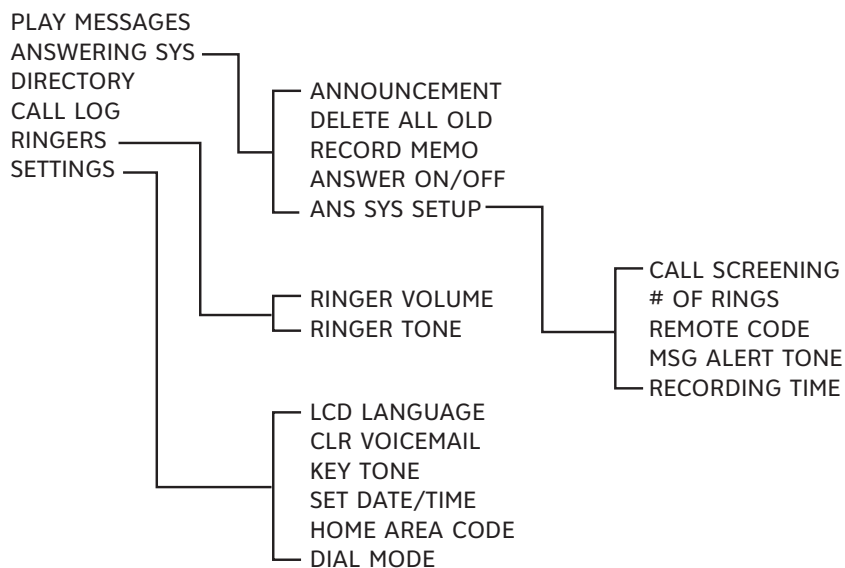 PLAY MESSAGES
ANSWERING SYS
DIRECTORY
CALL LOG
RINGERS
SETTINGS
ANNOUNCEMENT
DELETE ALL OLD
RECORD MEMO
ANSWER ON/OFF
ANS SYS SETUP
RINGER VOLUME
RINGER TONE
LCD LANGUAGE
CLR VOICEMAIL
KEY TONE
SET DATE/TIME
HOME AREA CODE
DIAL MODE
CALL SCREENING
# OF RINGS
REMOTE CODE
MSG ALERT TONE
RECORDING TIME